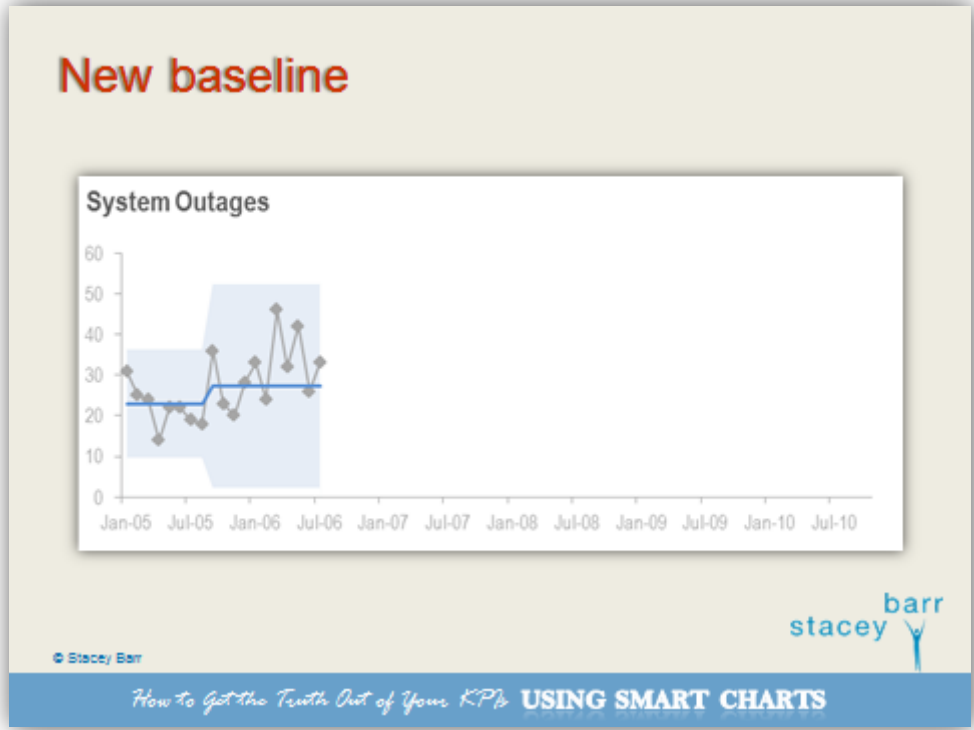 New baseline
System Outages
60
50
40
30
20
10
0
Jan-05 Jul-05 Jan-06 Jul-06 Jan-07 Jul-07 Jan-08 Jul-08 Jan-09 Jul-09 Jan-10 Jul-10
stacey barr
© Stacey Barr
How to Get the Truth Out of Your KPIs USING SMART CHARTS